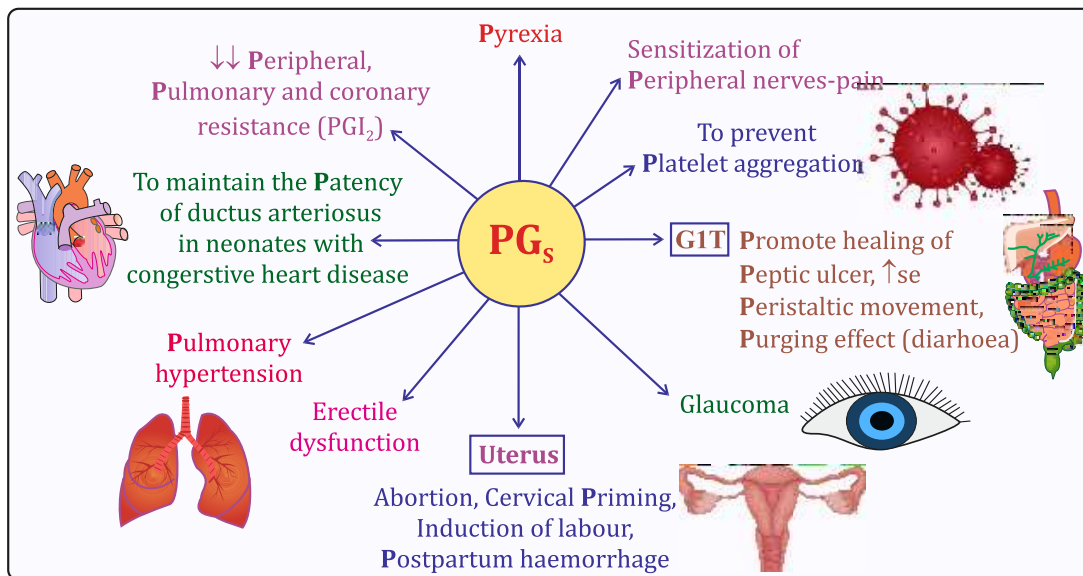 Pyrexia
↓↓ Peripheral,
Pulmonary and coronary
resistance (PGI₂)
Sensitization of
Peripheral nerves-pain
To prevent
Platelet aggregation
To maintain the Patency
of ductus arteriosus
in neonates with
congerstive heart disease
PGs
G1T
Promote healing of
Peptic ulcer, ↑se
Peristaltic movement,
Purging effect (diarhoea)
Pulmonary
hypertension
Erectile
dysfunction
Glaucoma
Uterus
Abortion, Cervical Priming,
Induction of labour,
Postpartum haemorrhage